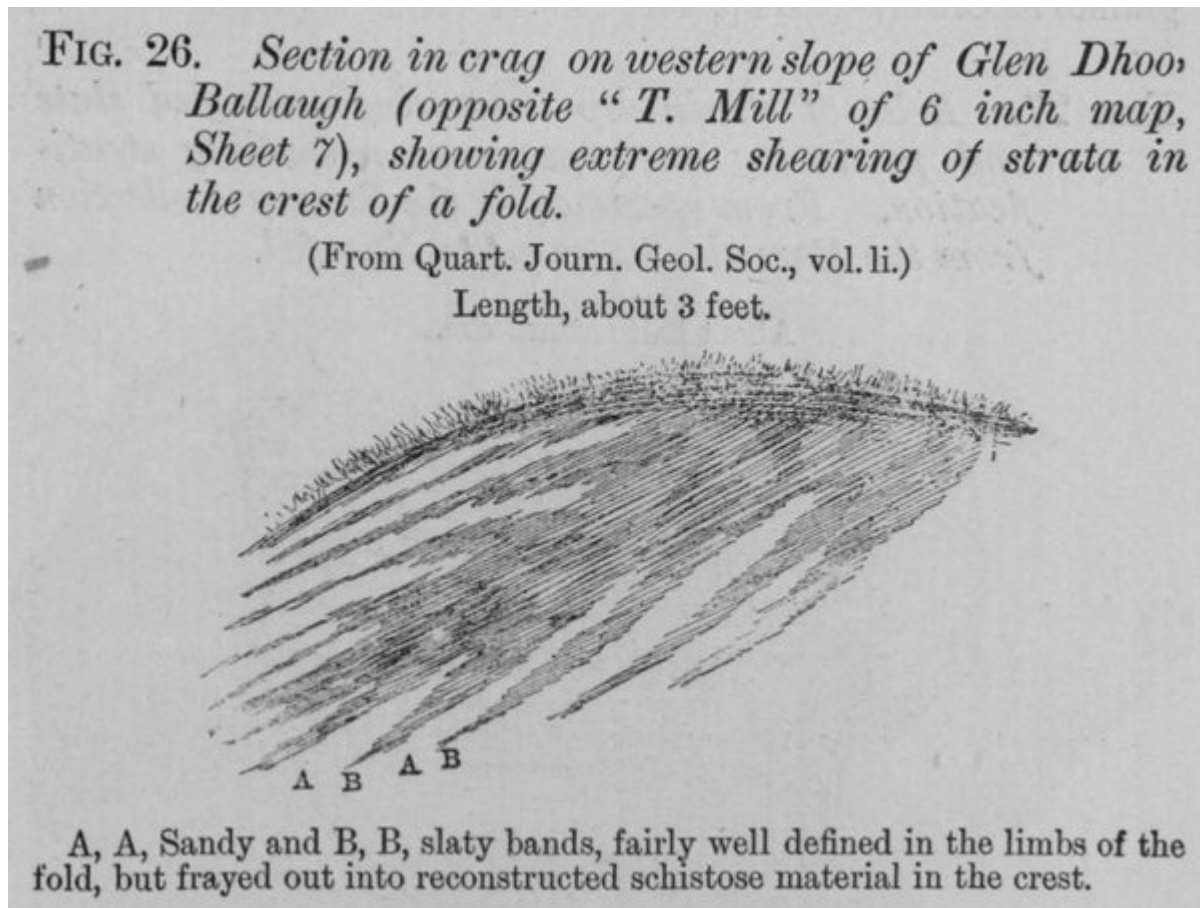 FIG. 26. Section in crag on western slope of Glen Dhoo,
Ballaugh (opposite “T. Mill” of 6 inch map,
Sheet 7), showing extreme shearing of strata in
the crest of a fold.
(From Quart. Journ. Geol. Soc., vol. li.)
Length, about 3 feet.
A B A B
A, A, Sandy and B, B, slaty bands, fairly well defined in the limbs of the
fold, but frayed out into reconstructed schistose material in the crest.